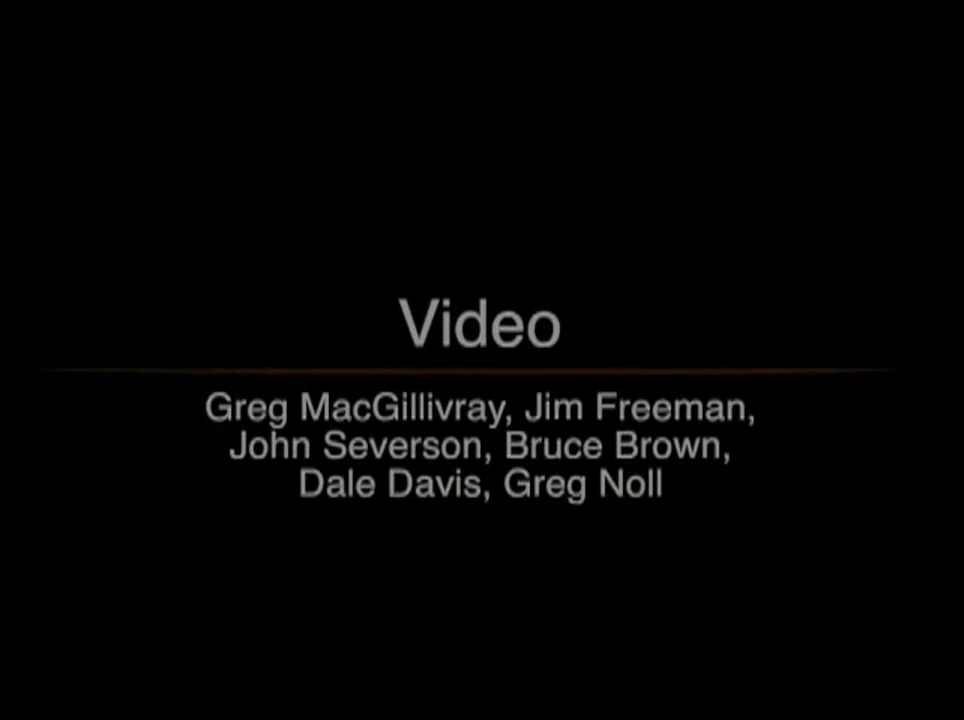 Video
Greg MacGillivray, Jim Freeman,
John Severson, Bruce Brown,
Dale Davis, Greg Noll